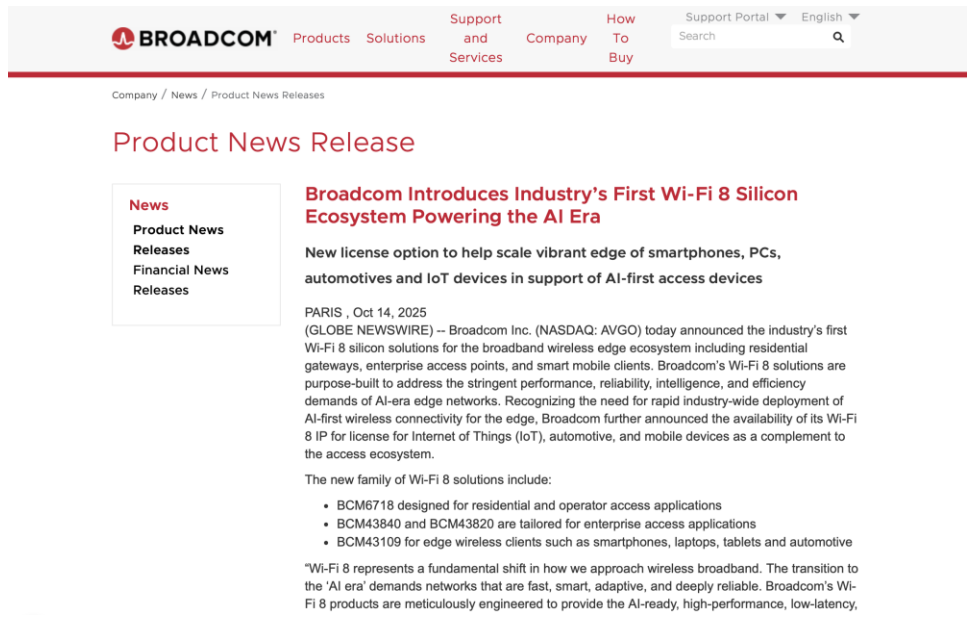 BROADCOM
Products
Solutions
Support
and
Services
Company
How
To
Buy
Support Portal
English
Search
Company / News / Product News Releases
Product News Release
News
Product News
Releases
Financial News
Releases
Broadcom Introduces Industry’s First Wi-Fi 8 Silicon
Ecosystem Powering the AI Era
New license option to help scale vibrant edge of smartphones, PCs,
automotives and IoT devices in support of AI-first access devices
PARIS , Oct 14, 2025
(GLOBE NEWSWIRE) -- Broadcom Inc. (NASDAQ: AVGO) today announced the industry’s first
Wi-Fi 8 silicon solutions for the broadband wireless edge ecosystem including residential
gateways, enterprise access points, and smart mobile clients. Broadcom’s Wi-Fi 8 solutions are
purpose-built to address the stringent performance, reliability, intelligence, and efficiency
demands of AI-era edge networks. Recognizing the need for rapid industry-wide deployment of
AI-first wireless connectivity for the edge, Broadcom further announced the availability of its Wi-Fi
8 IP for license for Internet of Things (IoT), automotive, and mobile devices as a complement to
the access ecosystem.
The new family of Wi-Fi 8 solutions include:
• BCM6718 designed for residential and operator access applications
• BCM43840 and BCM43820 are tailored for enterprise access applications
• BCM43109 for edge wireless clients such as smartphones, laptops, tablets and automotive
“Wi-Fi 8 represents a fundamental shift in how we approach wireless broadband. The transition to
the ‘AI era’ demands networks that are fast, smart, adaptive, and deeply reliable. Broadcom’s Wi-
Fi 8 products are meticulously engineered to provide the AI-ready, high-performance, low-latency,